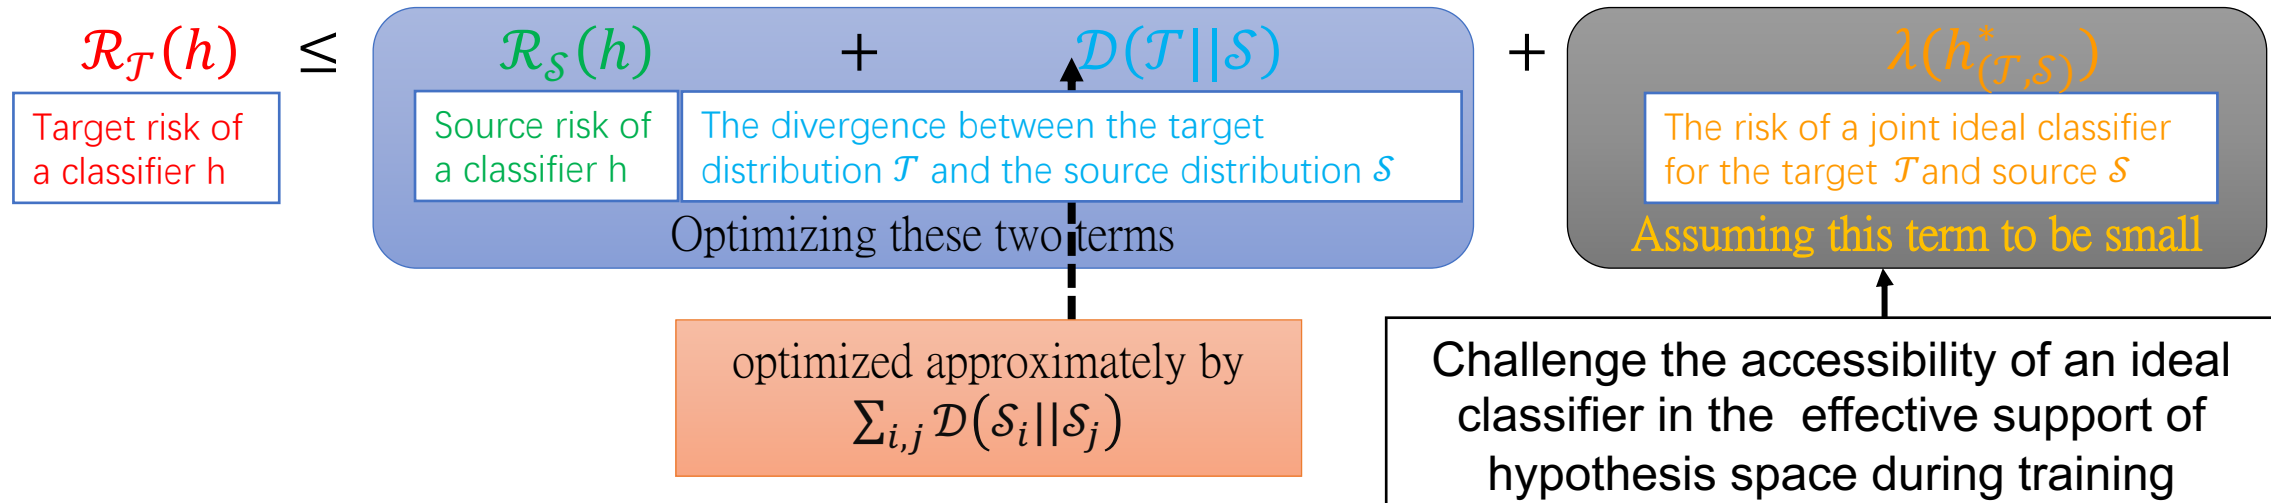 ℛ_𝒯(h) ≤ ℛ_𝒮(h) + 𝒟(𝒯||𝒮) + λ(h*_(𝒯,𝒮))
Target risk of
a classifier h
Source risk of
a classifier h
The divergence between the target
distribution 𝒯 and the source distribution 𝒮
Optimizing these two terms
The risk of a joint ideal classifier
for the target 𝒯 and source 𝒮
Assuming this term to be small
optimized approximately by
∑_{i,j} 𝒟(𝒮_i||𝒮_j)
Challenge the accessibility of an ideal
classifier in the effective support of
hypothesis space during training